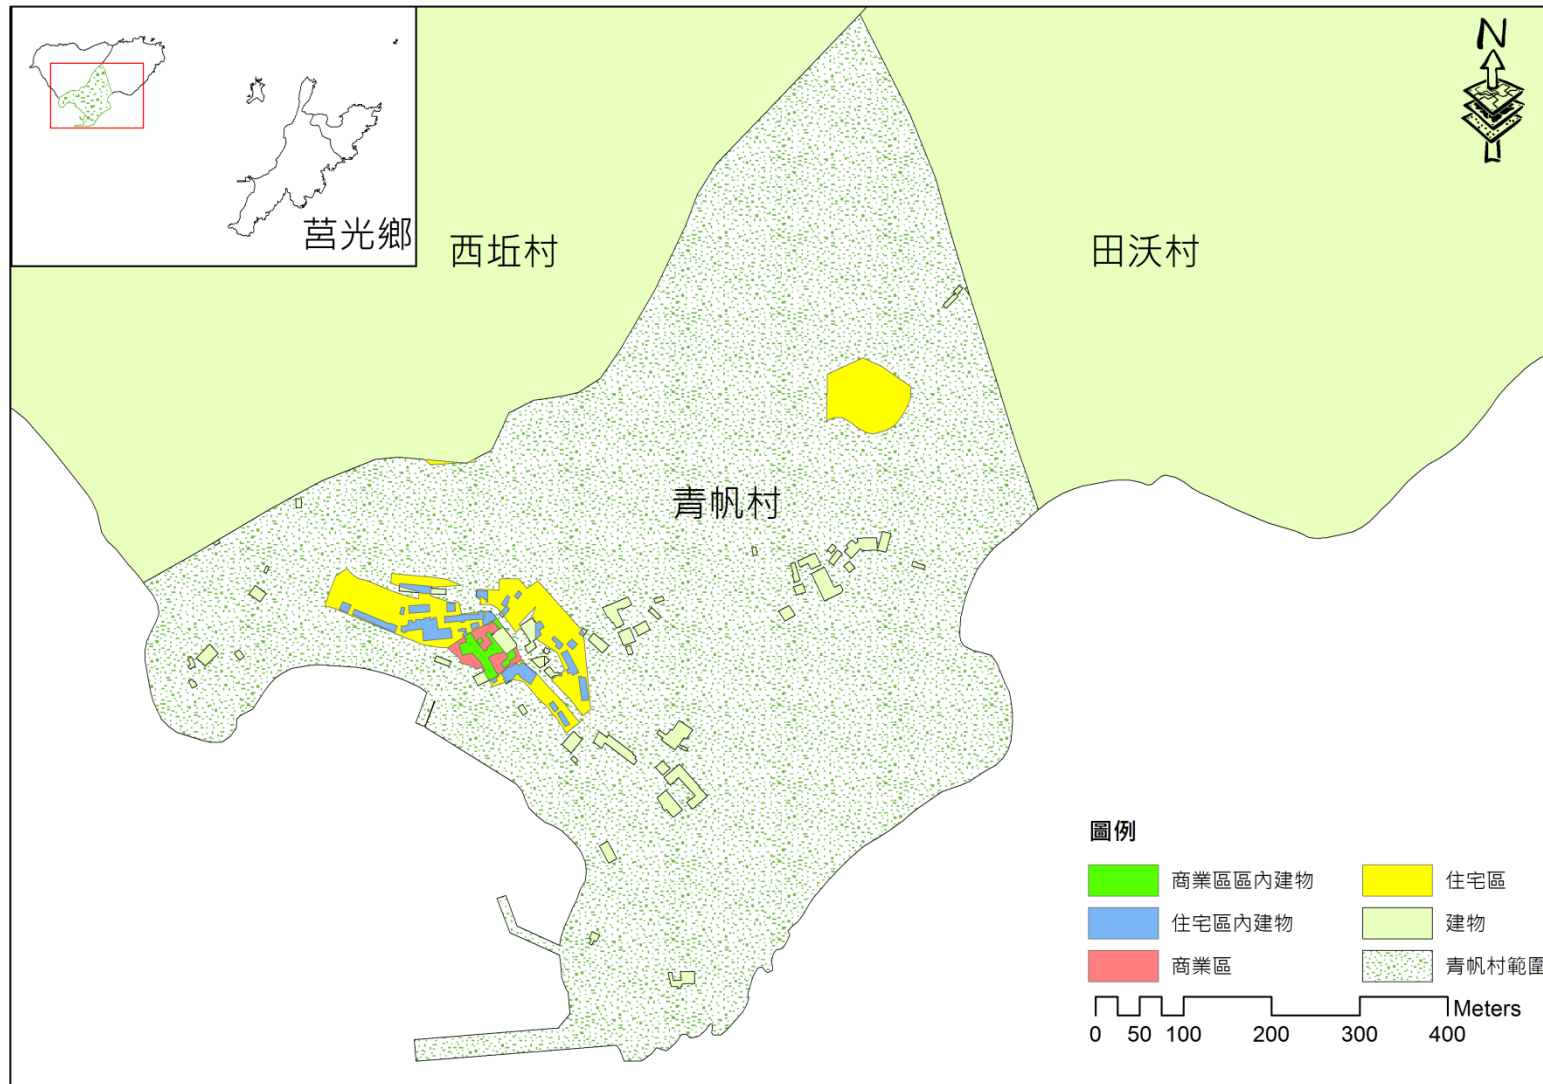 N
莒光鄉
西坵村
田沃村
青帆村
圖例
商業區區內建物
住宅區
住宅區內建物
建物
商業區
青帆村範圍
Meters
0 50 100 200 300 400